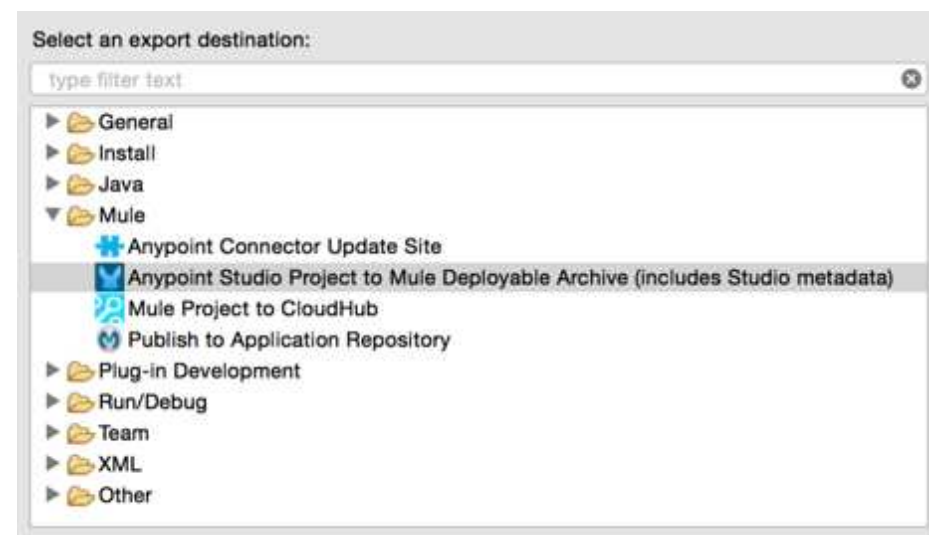 Select an export destination:
type filter text
General
Install
Java
Mule
Anypoint Connector Update Site
Anypoint Studio Project to Mule Deployable Archive (includes Studio metadata)
Mule Project to CloudHub
Publish to Application Repository
Plug-in Development
Run/Debug
Team
XML
Other